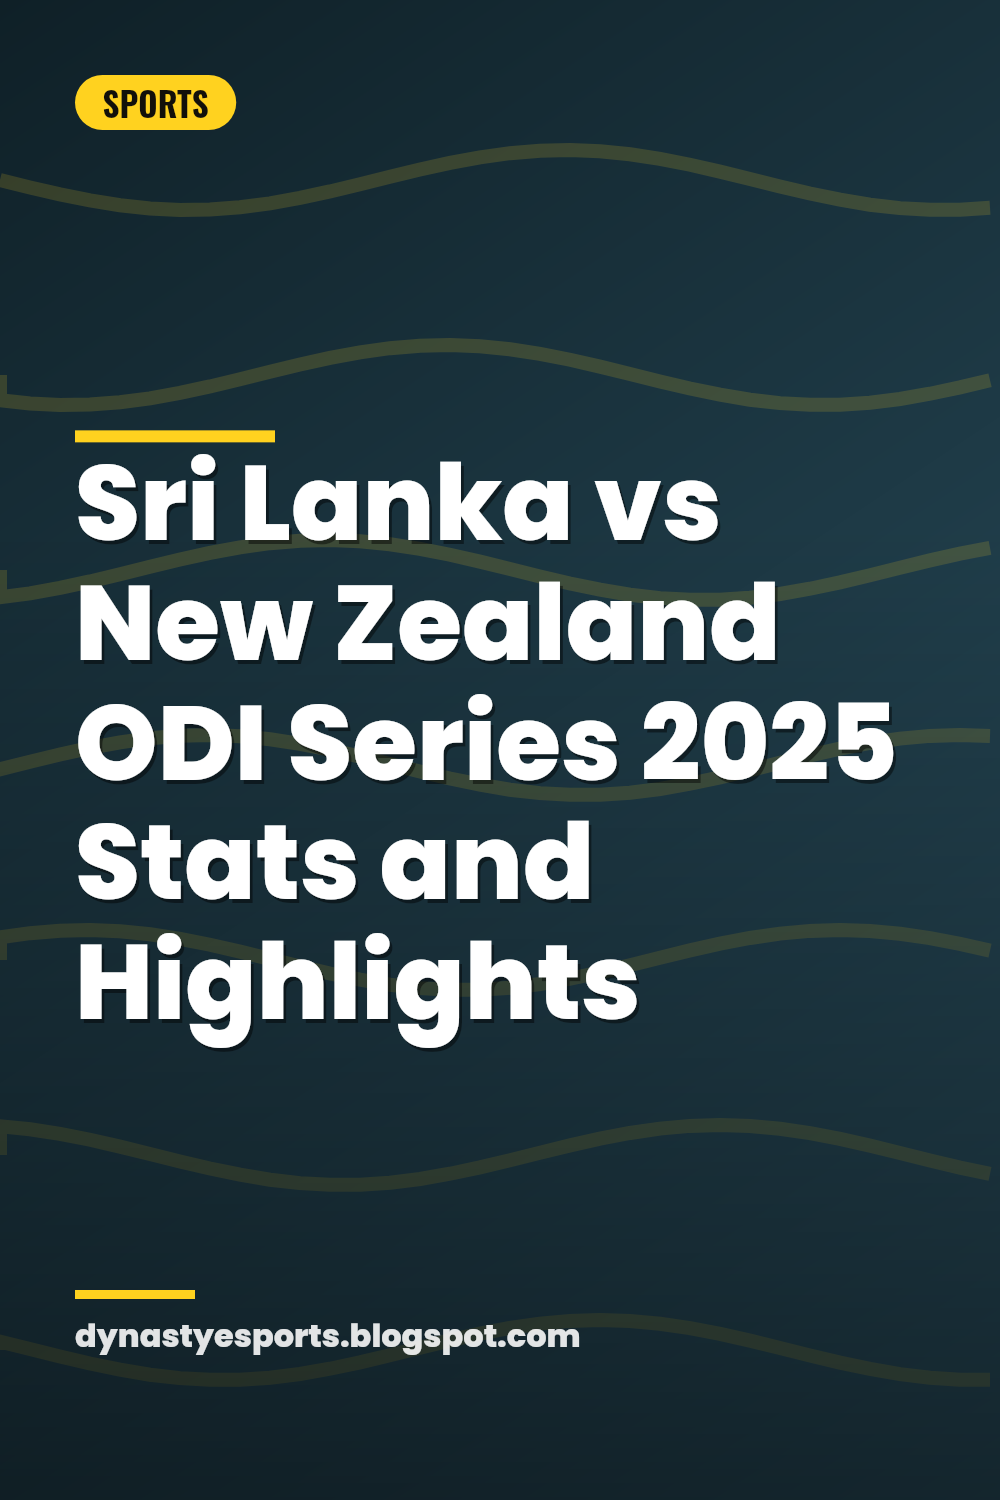 SPORTS
Sri Lanka vs
New Zealand
ODI Series 2025
Stats and
Highlights
dynastyesports.blogspot.com